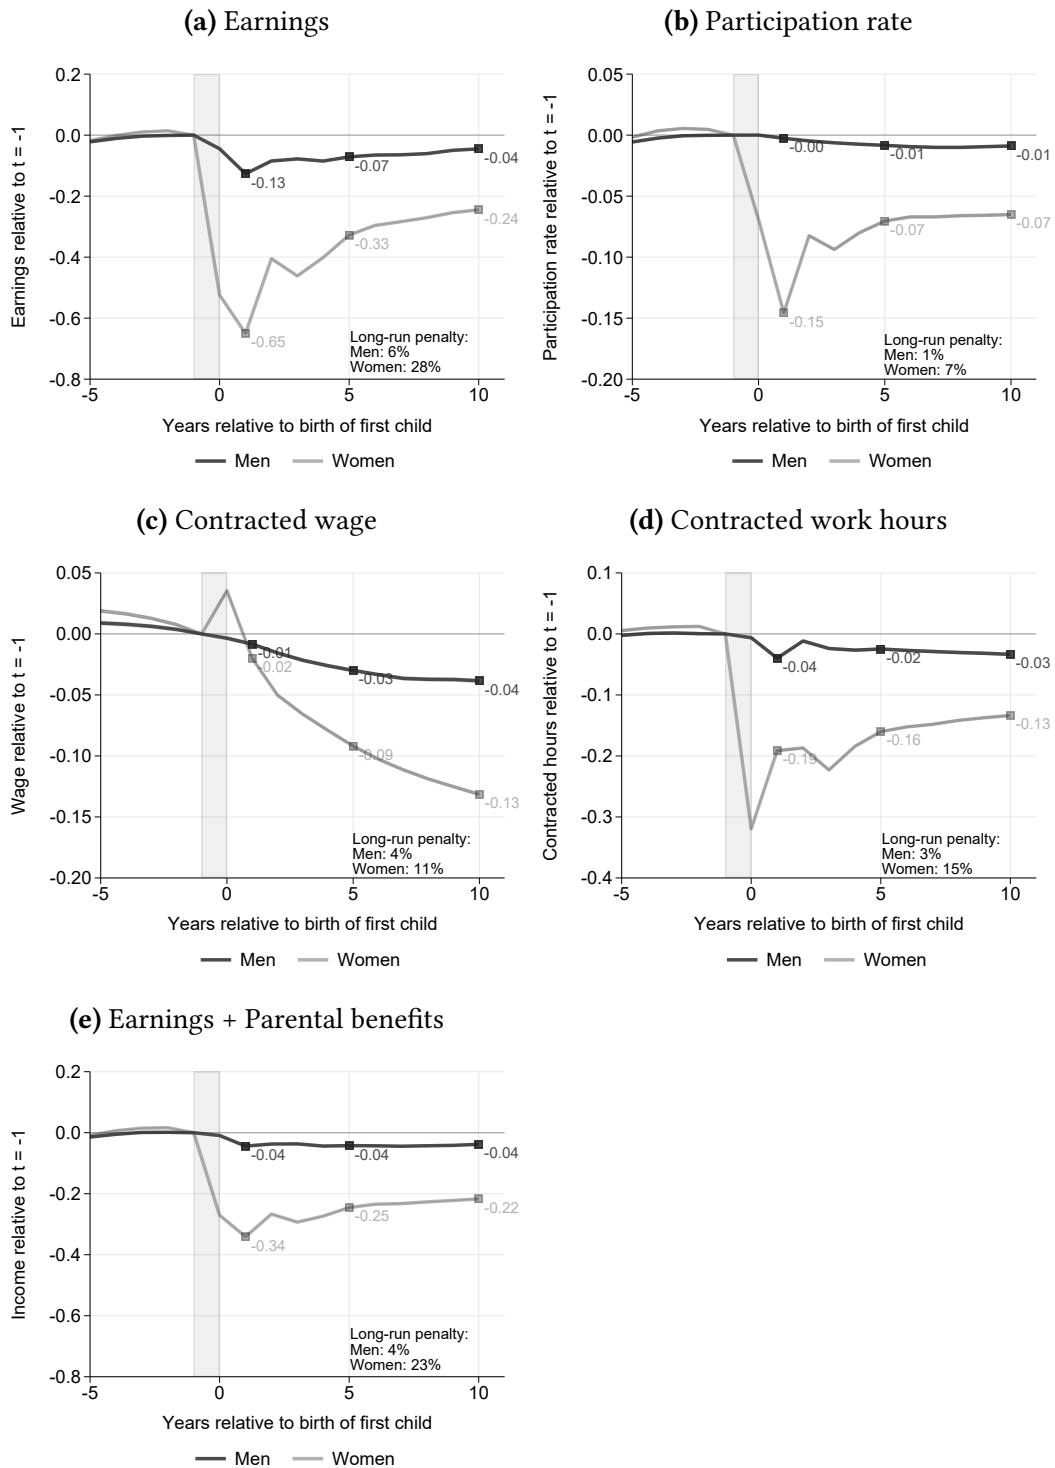 (a) Earnings
0.2
0.0
-0.2
-0.4
-0.6
-0.8
Earnings relative to t = -1
-0.13
-0.07
-0.04
-0.65
-0.33
-0.24
Long-run penalty:
Men: 6%
Women: 28%
-5 0 5 10
Years relative to birth of first child
Men Women
(b) Participation rate
0.05
0.00
-0.05
-0.10
-0.15
-0.20
Participation rate relative to t = -1
-0.00
-0.01
-0.01
-0.15
-0.07
-0.07
Long-run penalty:
Men: 1%
Women: 7%
-5 0 5 10
Years relative to birth of first child
Men Women
(c) Contracted wage
0.05
0.00
-0.05
-0.10
-0.15
-0.20
Wage relative to t = -1
-0.01
-0.03
-0.04
-0.02
-0.09
-0.13
Long-run penalty:
Men: 4%
Women: 11%
-5 0 5 10
Years relative to birth of first child
Men Women
(d) Contracted work hours
0.1
0.0
-0.1
-0.2
-0.3
-0.4
Contracted hours relative to t = -1
-0.04
-0.02
-0.03
-0.19
-0.16
-0.13
Long-run penalty:
Men: 3%
Women: 15%
-5 0 5 10
Years relative to birth of first child
Men Women
(e) Earnings + Parental benefits
0.2
0.0
-0.2
-0.4
-0.6
-0.8
Income relative to t = -1
-0.04
-0.04
-0.04
-0.34
-0.25
-0.22
Long-run penalty:
Men: 4%
Women: 23%
-5 0 5 10
Years relative to birth of first child
Men Women